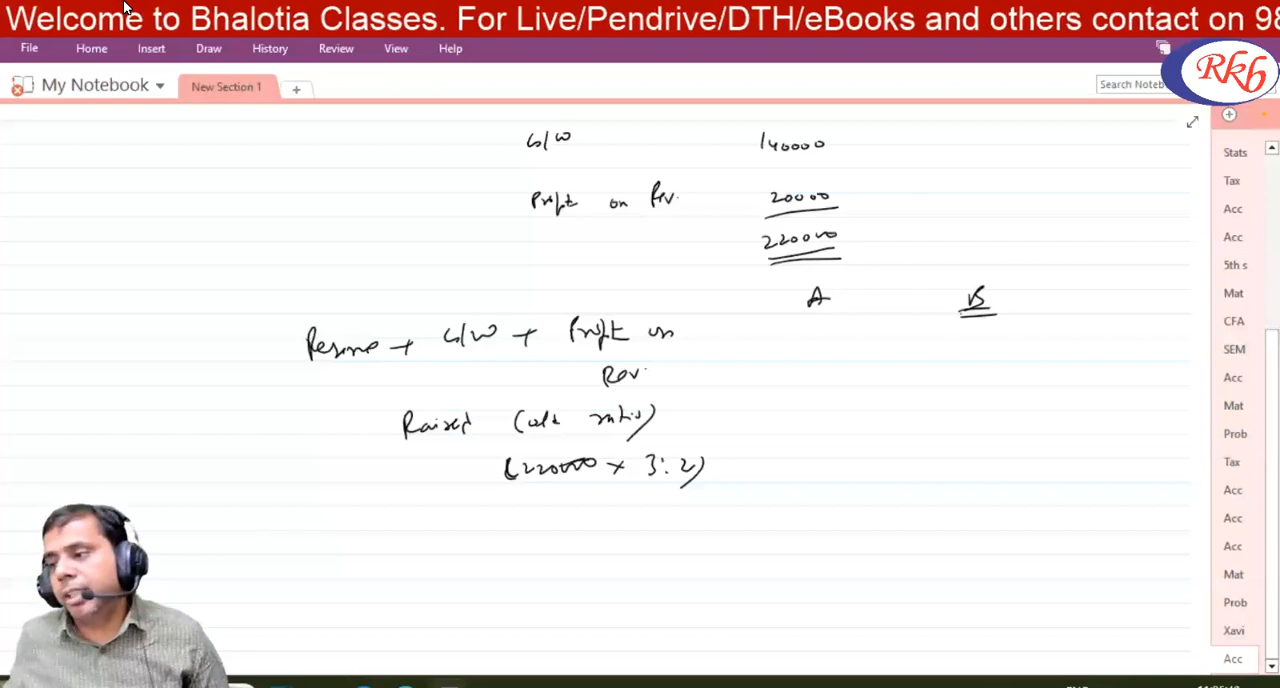 Welcome to Bhalotia Classes. For Live/Pendrive/DTH/eBooks and others contact on 98
File Home Insert Draw History Review View Help
Rkb
My Notebook New Section 1 +
Search Noteb
G/W 140000
Profit on Rev. 20000
220000
A B
Reserve + G/W + Profit on
Rev.
Raised (old ratio)
(220000 × 3:2)
Stats
Tax
Acc
Acc
5th s
Mat
CFA
SEM
Acc
Mat
Prob
Tax
Acc
Acc
Acc
Mat
Prob
Xavi
Acc